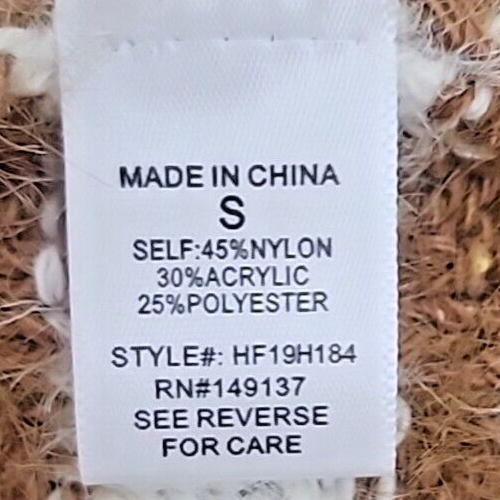 MADE IN CHINA
S
SELF:45%NYLON
30%ACRYLIC
25%POLYESTER
STYLE#: HF19H184
RN#149137
SEE REVERSE
FOR CARE